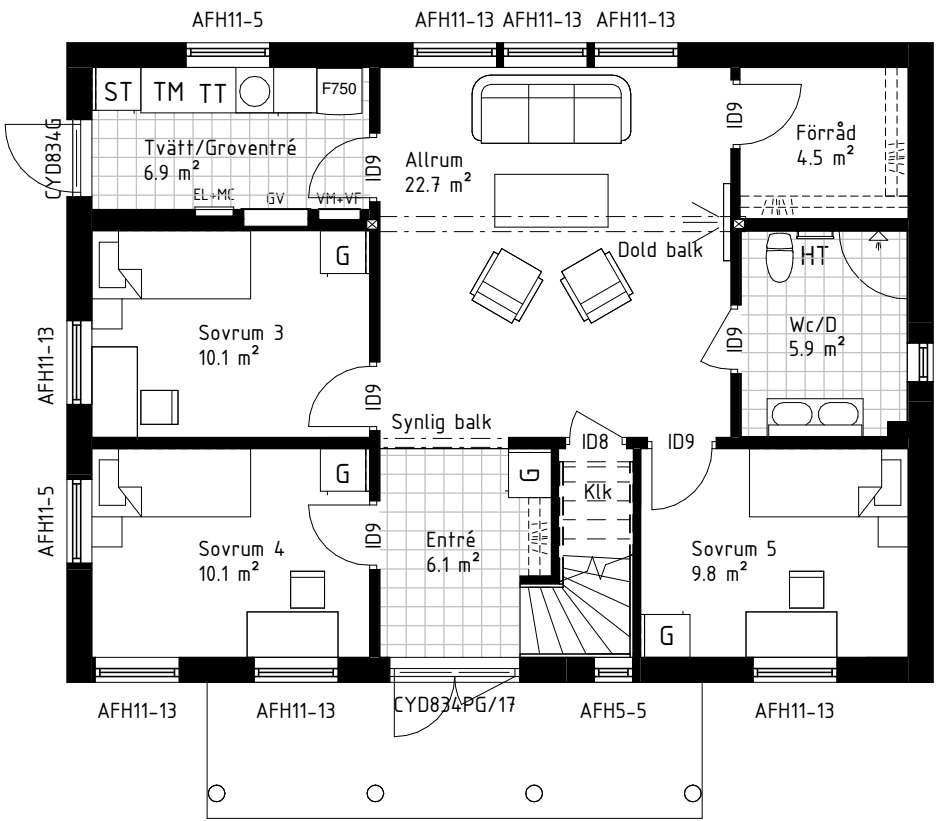 AFH11-5
AFH11-13
AFH11-13
AFH11-13
ST
TM
TT
F750
CYD834G
Tvätt/Groventré
6.9 m²
ID9
EL+MC
GV
VM+VF
Allrum
22.7 m²
ID9
Förråd
4.5 m²
Dold balk
G
Sovrum 3
10.1 m²
AFH11-13
ID9
HT
Wc/D
5.9 m²
ID9
Synlig balk
ID8
ID9
G
Sovrum 4
10.1 m²
AFH11-5
ID9
Entré
6.1 m²
G
Klk
Sovrum 5
9.8 m²
G
AFH11-13
AFH11-13
CYD834PG/17
AFH5-5
AFH11-13